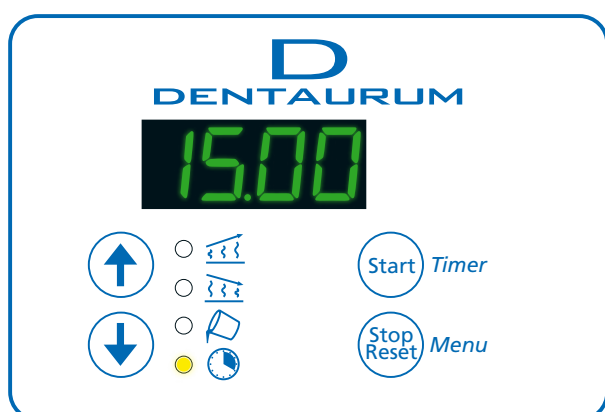 D
DENTAURUM
15.00
Start Timer
Stop
Reset Menu